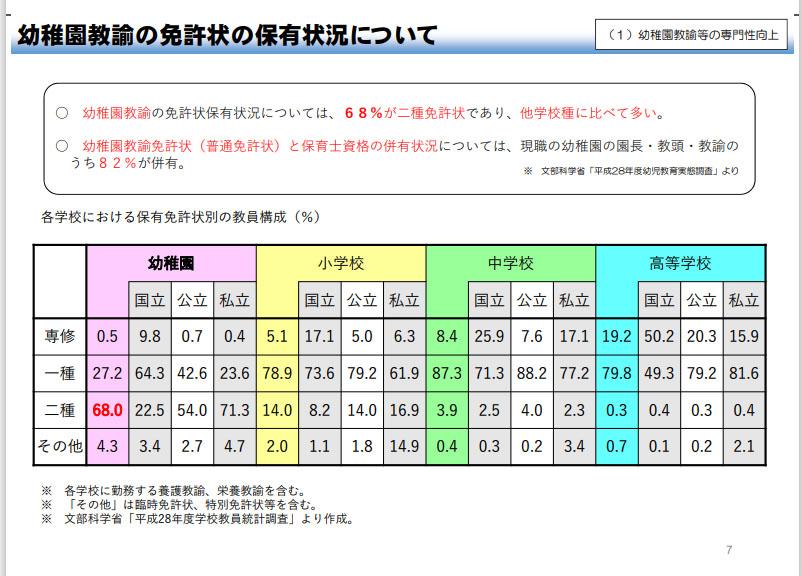 幼稚園教諭の免許状の保有状況について
（１）幼稚園教諭等の専門性向上
○　幼稚園教諭の免許状保有状況については、６８％が二種免許状であり、他学校種に比べて多い。
○　幼稚園教諭免許状（普通免許状）と保育士資格の併有状況については、現職の幼稚園の園長・教頭・教諭の
うち８２％が併有。
※　文部科学省「平成28年度幼児教育実態調査」より
各学校における保有免許状別の教員構成（％）
幼稚園 小学校 中学校 高等学校
国立 公立 私立 国立 公立 私立 国立 公立 私立 国立 公立 私立
専修 0.5 9.8 0.7 0.4 5.1 17.1 5.0 6.3 8.4 25.9 7.6 17.1 19.2 50.2 20.3 15.9
一種 27.2 64.3 42.6 23.6 78.9 73.6 79.2 61.9 87.3 71.3 88.2 77.2 79.8 49.3 79.2 81.6
二種 68.0 22.5 54.0 71.3 14.0 8.2 14.0 16.9 3.9 2.5 4.0 2.3 0.3 0.4 0.3 0.4
その他 4.3 3.4 2.7 4.7 2.0 1.1 1.8 14.9 0.4 0.3 0.2 3.4 0.7 0.1 0.2 2.1
※　各学校に勤務する養護教諭、栄養教諭を含む。
※　「その他」は臨時免許状、特別免許状等を含む。
※　文部科学省「平成28年度学校教員統計調査」より作成。
7